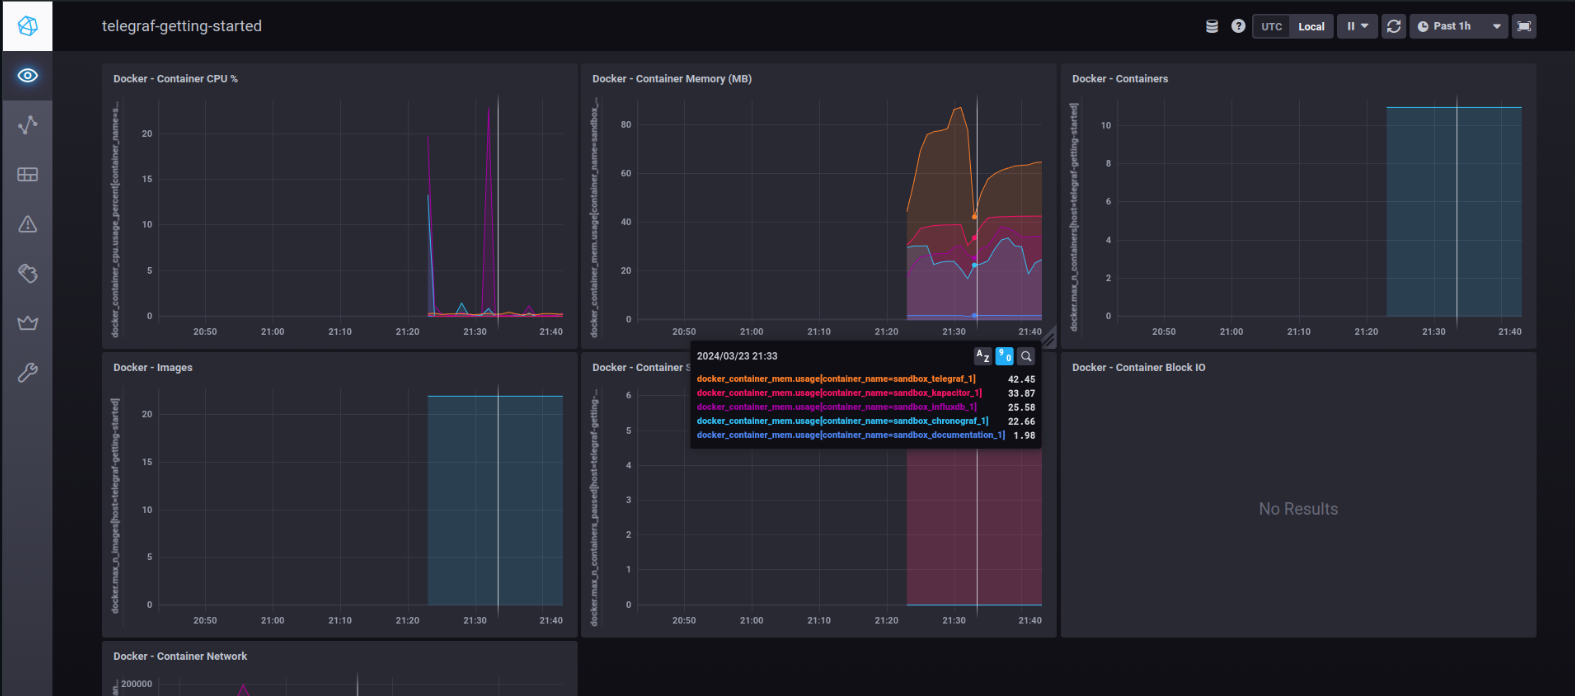 telegraf-getting-started
UTC Local Past 1h
Docker - Container CPU %
docker_container_cpu.usage_percent[container_name=s...
20
15
10
5
0
20:50 21:00 21:10 21:20 21:30 21:40
Docker - Container Memory (MB)
docker_container_mem.usage[container_name=sandbox_...
80
60
40
20
0
20:50 21:00 21:10 21:20 21:30 21:40
Docker - Containers
docker.max_n_containers[host=telegraf-getting-started]
10
8
6
4
2
0
20:50 21:00 21:10 21:20 21:30 21:40
2024/03/23 21:33
docker_container_mem.usage[container_name=sandbox_telegraf_1] 42.45
docker_container_mem.usage[container_name=sandbox_kapacitor_1] 33.87
docker_container_mem.usage[container_name=sandbox_influxdb_1] 25.58
docker_container_mem.usage[container_name=sandbox_chronograf_1] 22.66
docker_container_mem.usage[container_name=sandbox_documentation_1] 1.98
Docker - Images
docker.max_n_images[host=telegraf-getting-started]
20
15
10
5
0
20:50 21:00 21:10 21:20 21:30 21:40
Docker - Container
docker.max_n_containers_paused[host=telegraf-getting-...
6
5
4
3
2
1
0
20:50 21:00 21:10 21:20 21:30 21:40
Docker - Container Block IO
No Results
Docker - Container Network
200000